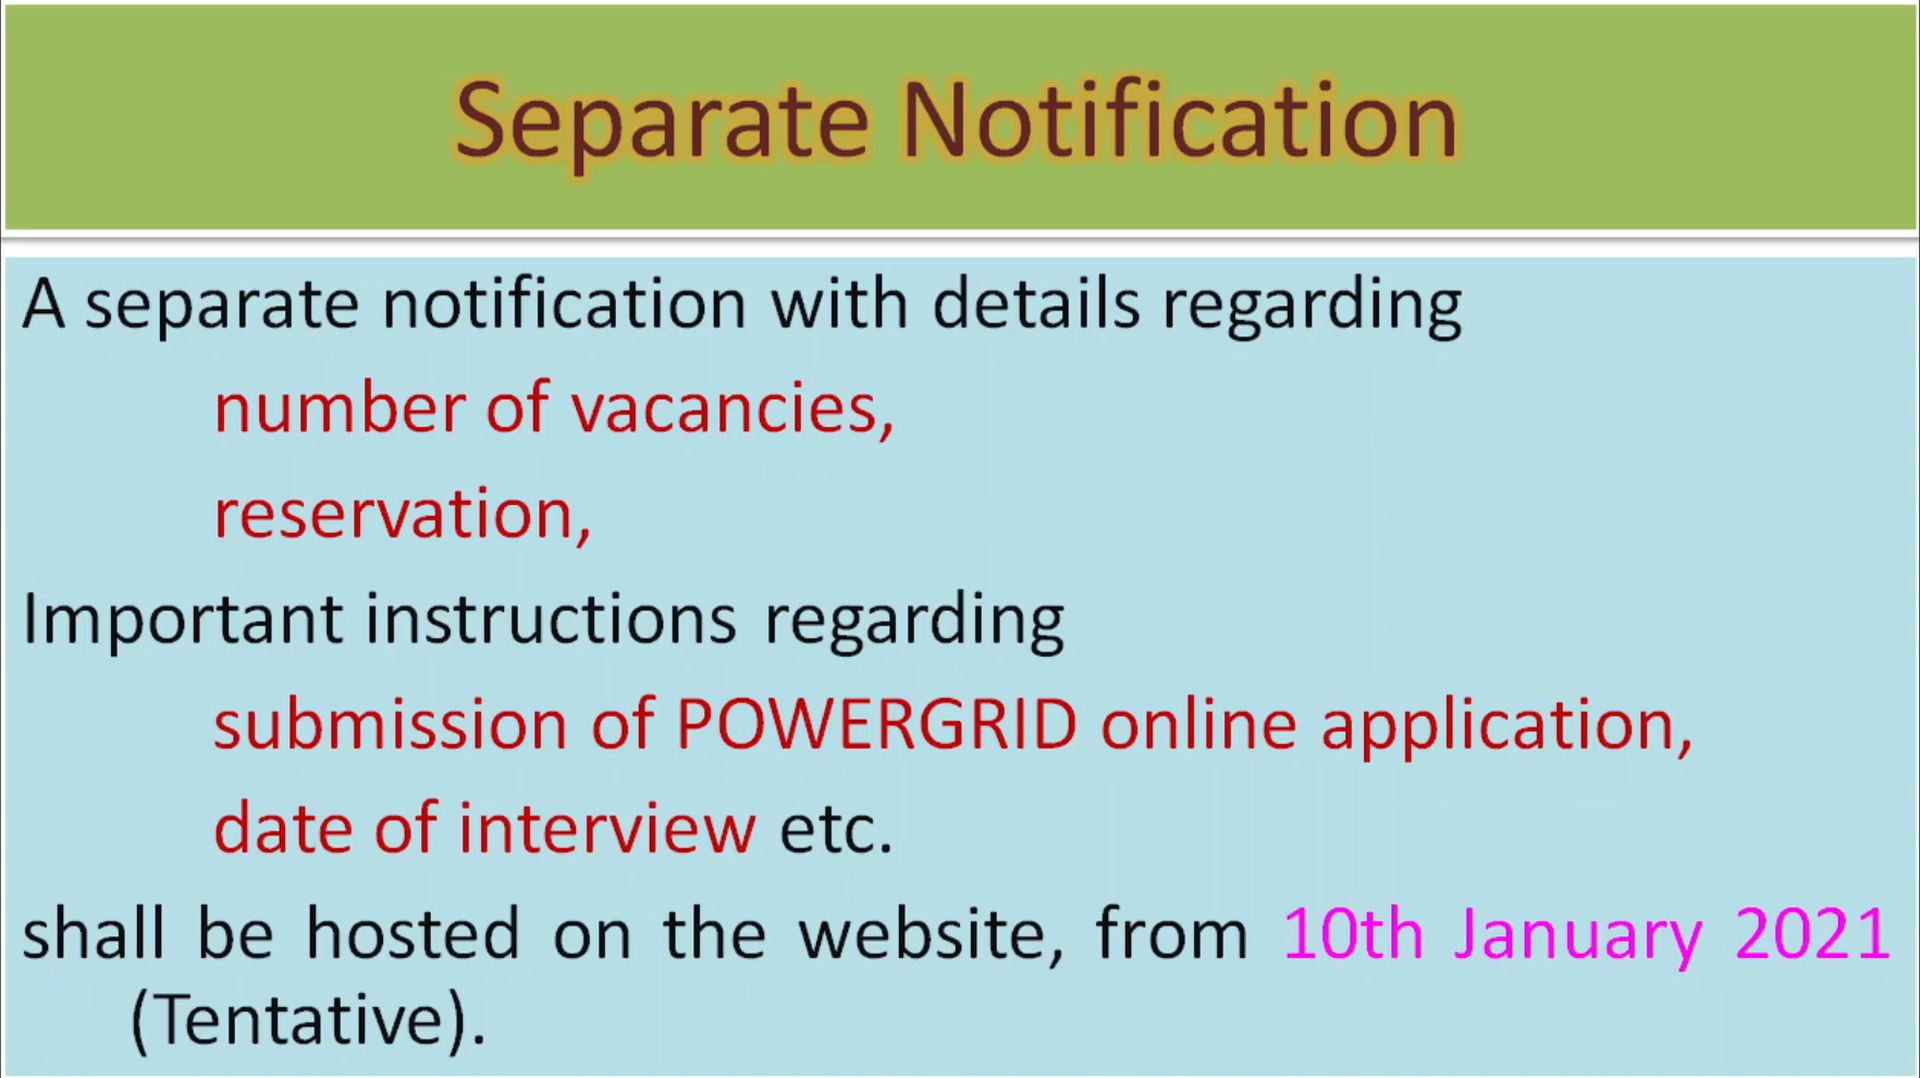 Separate Notification
A separate notification with details regarding
number of vacancies,
reservation,
Important instructions regarding
submission of POWERGRID online application,
date of interview etc.
shall be hosted on the website, from 10th January 2021
(Tentative).